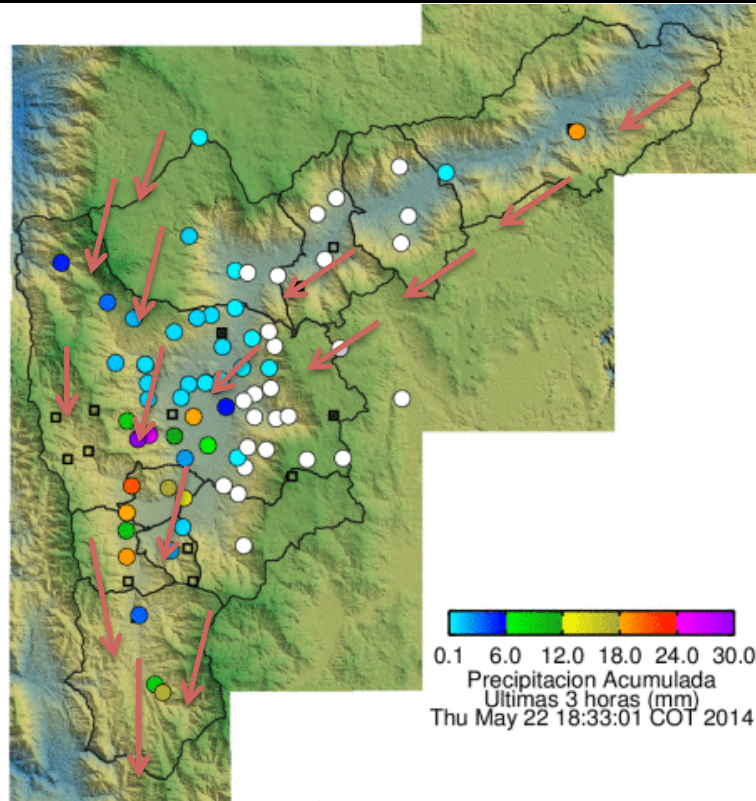 0.1 6.0 12.0 18.0 24.0 30.0
Precipitacion Acumulada
Ultimas 3 horas (mm)
Thu May 22 18:33:01 COT 2014